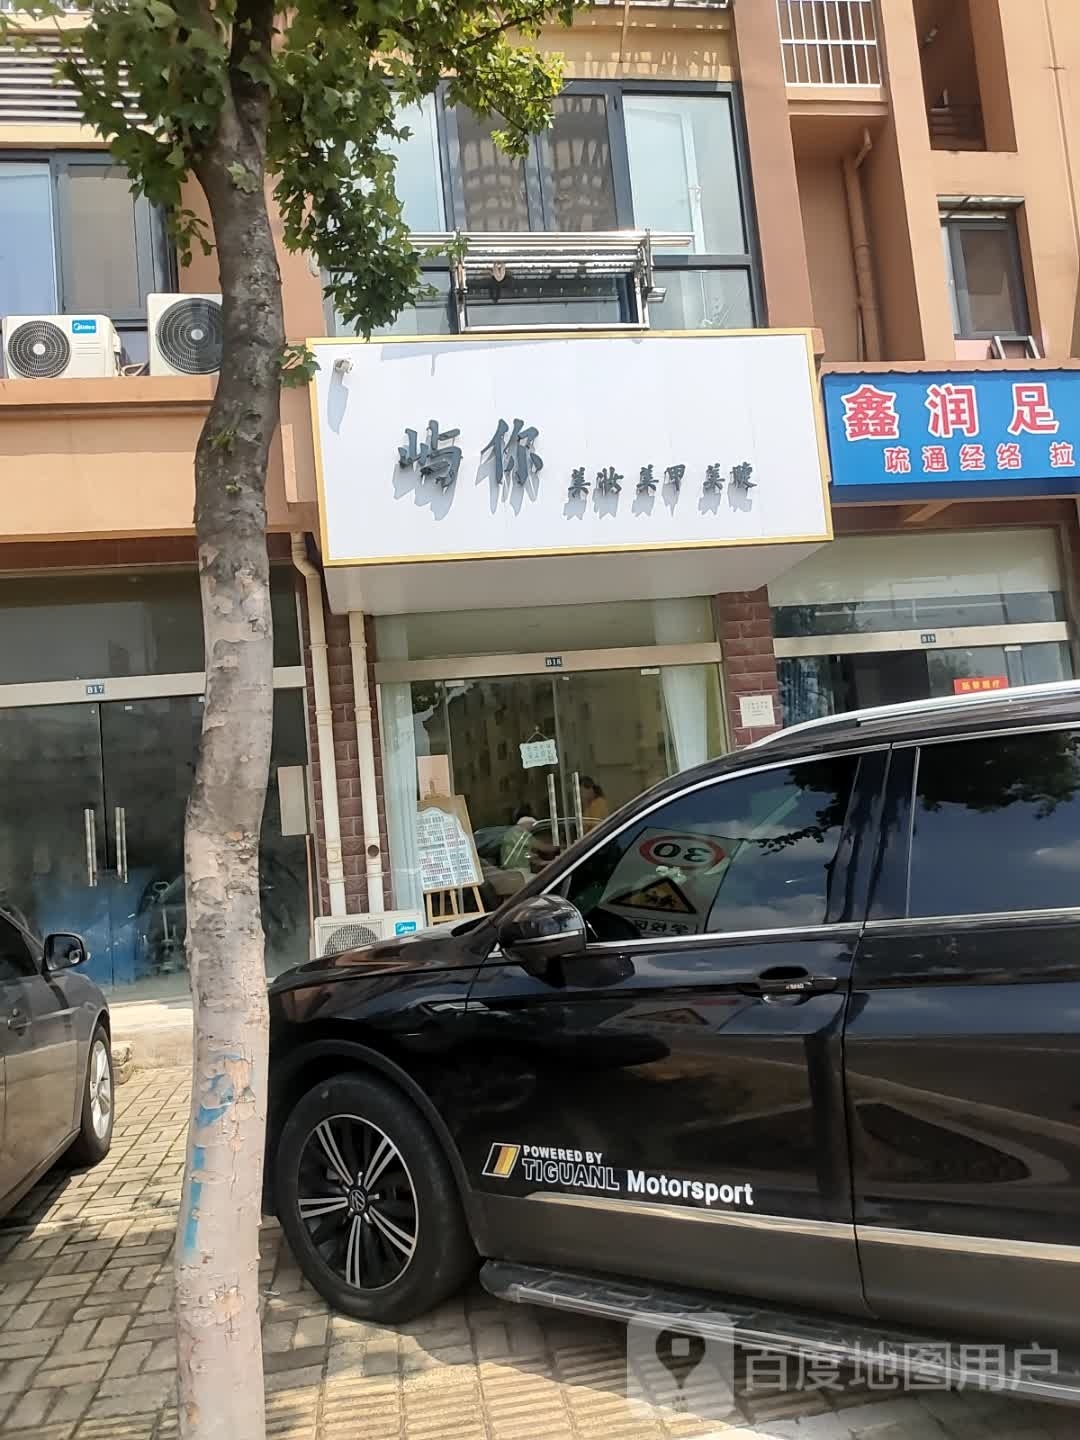 屿你
美妆 美甲 美睫
鑫润足
疏通经络 拉
Midea
B17
B18
B19
30
POWERED BY
TIGUANL Motorsport
百度地图用户